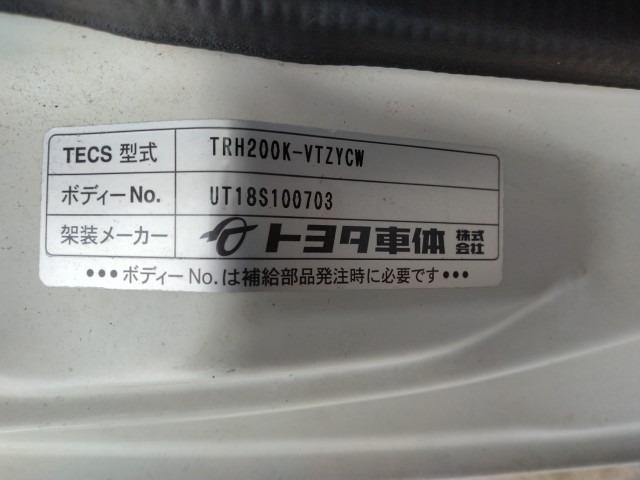 TECS 型式 TRH200K-VTZYCW
ボディーNo. UT18S100703
架装メーカー トヨタ車体 株式会社
•••ボディーNo.は補給部品発注時に必要です•••